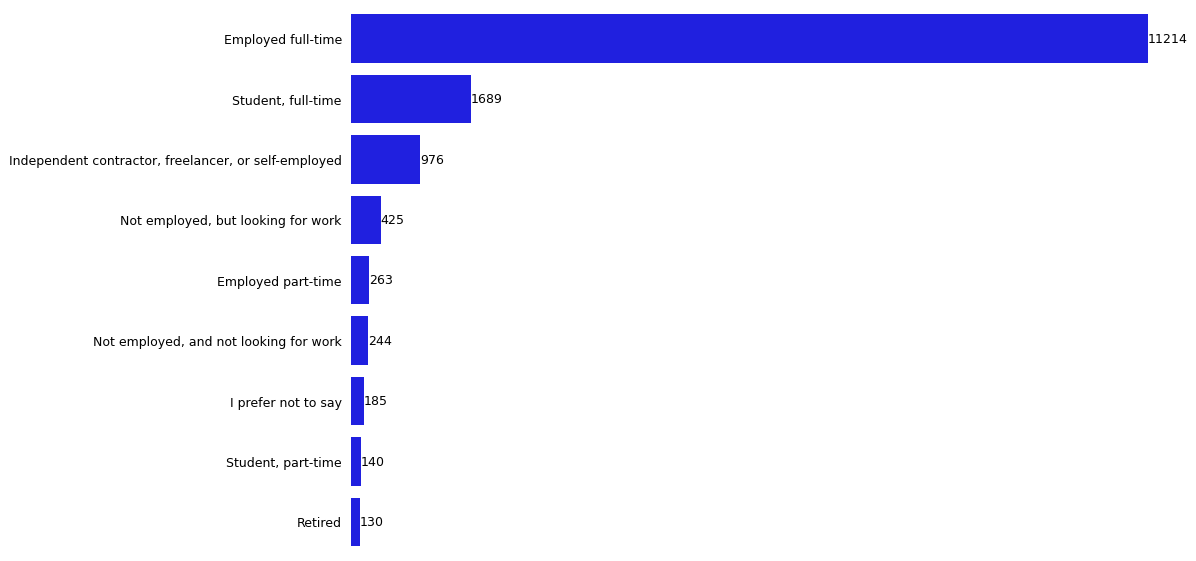 Employed full-time 11214
Student, full-time 1689
Independent contractor, freelancer, or self-employed 976
Not employed, but looking for work 425
Employed part-time 263
Not employed, and not looking for work 244
I prefer not to say 185
Student, part-time 140
Retired 130